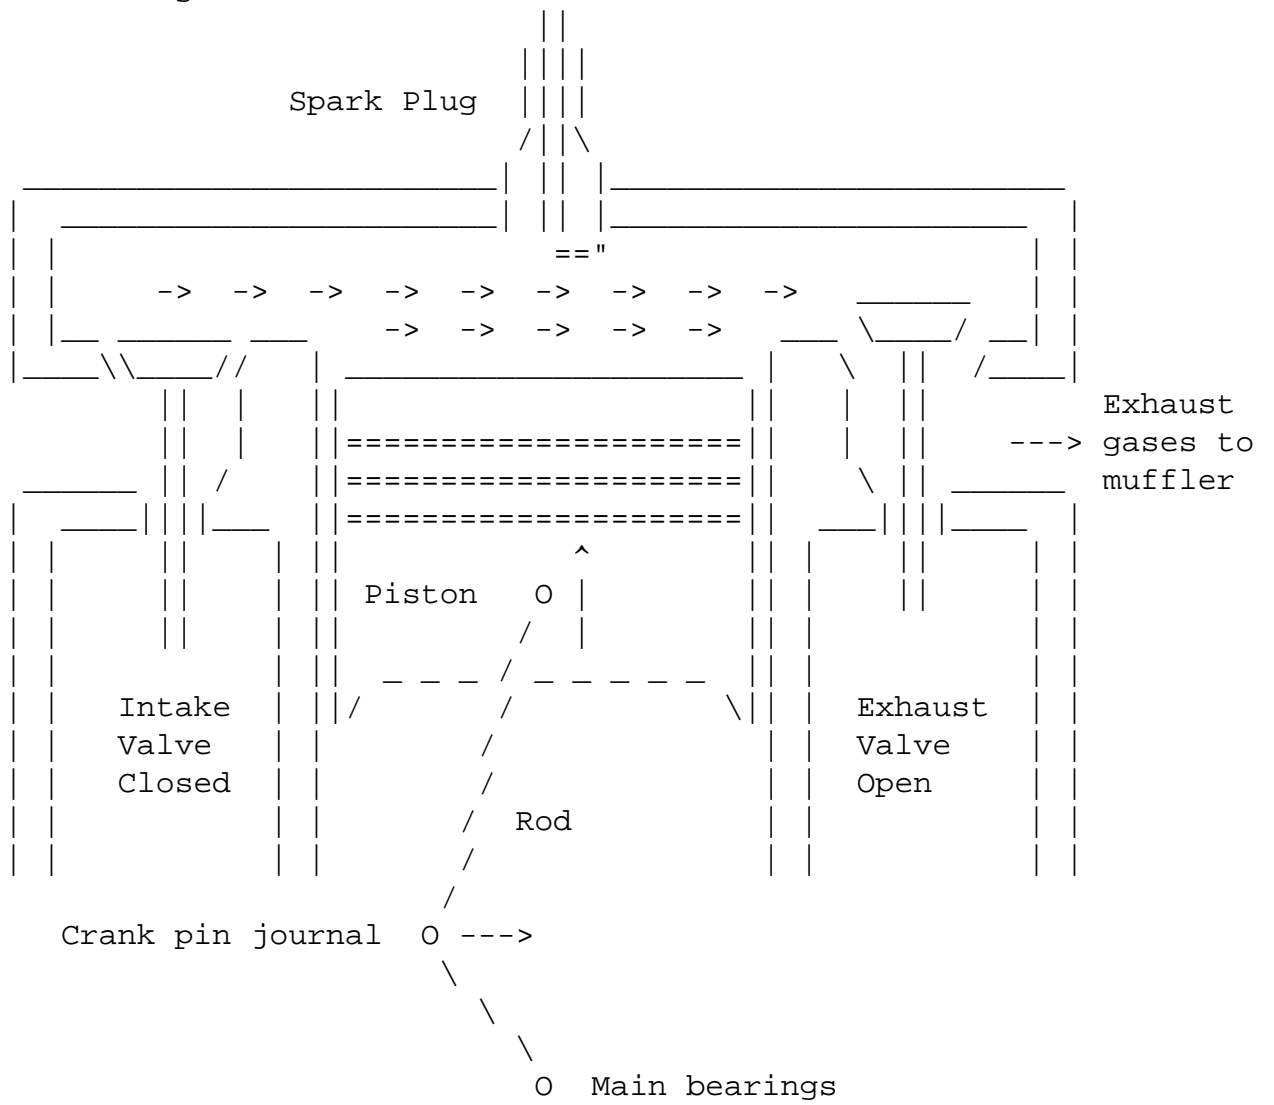 Spark Plug
Exhaust
gases to
muffler
Piston
Intake
Valve
Closed
Exhaust
Valve
Open
Rod
Crank pin journal
Main bearings